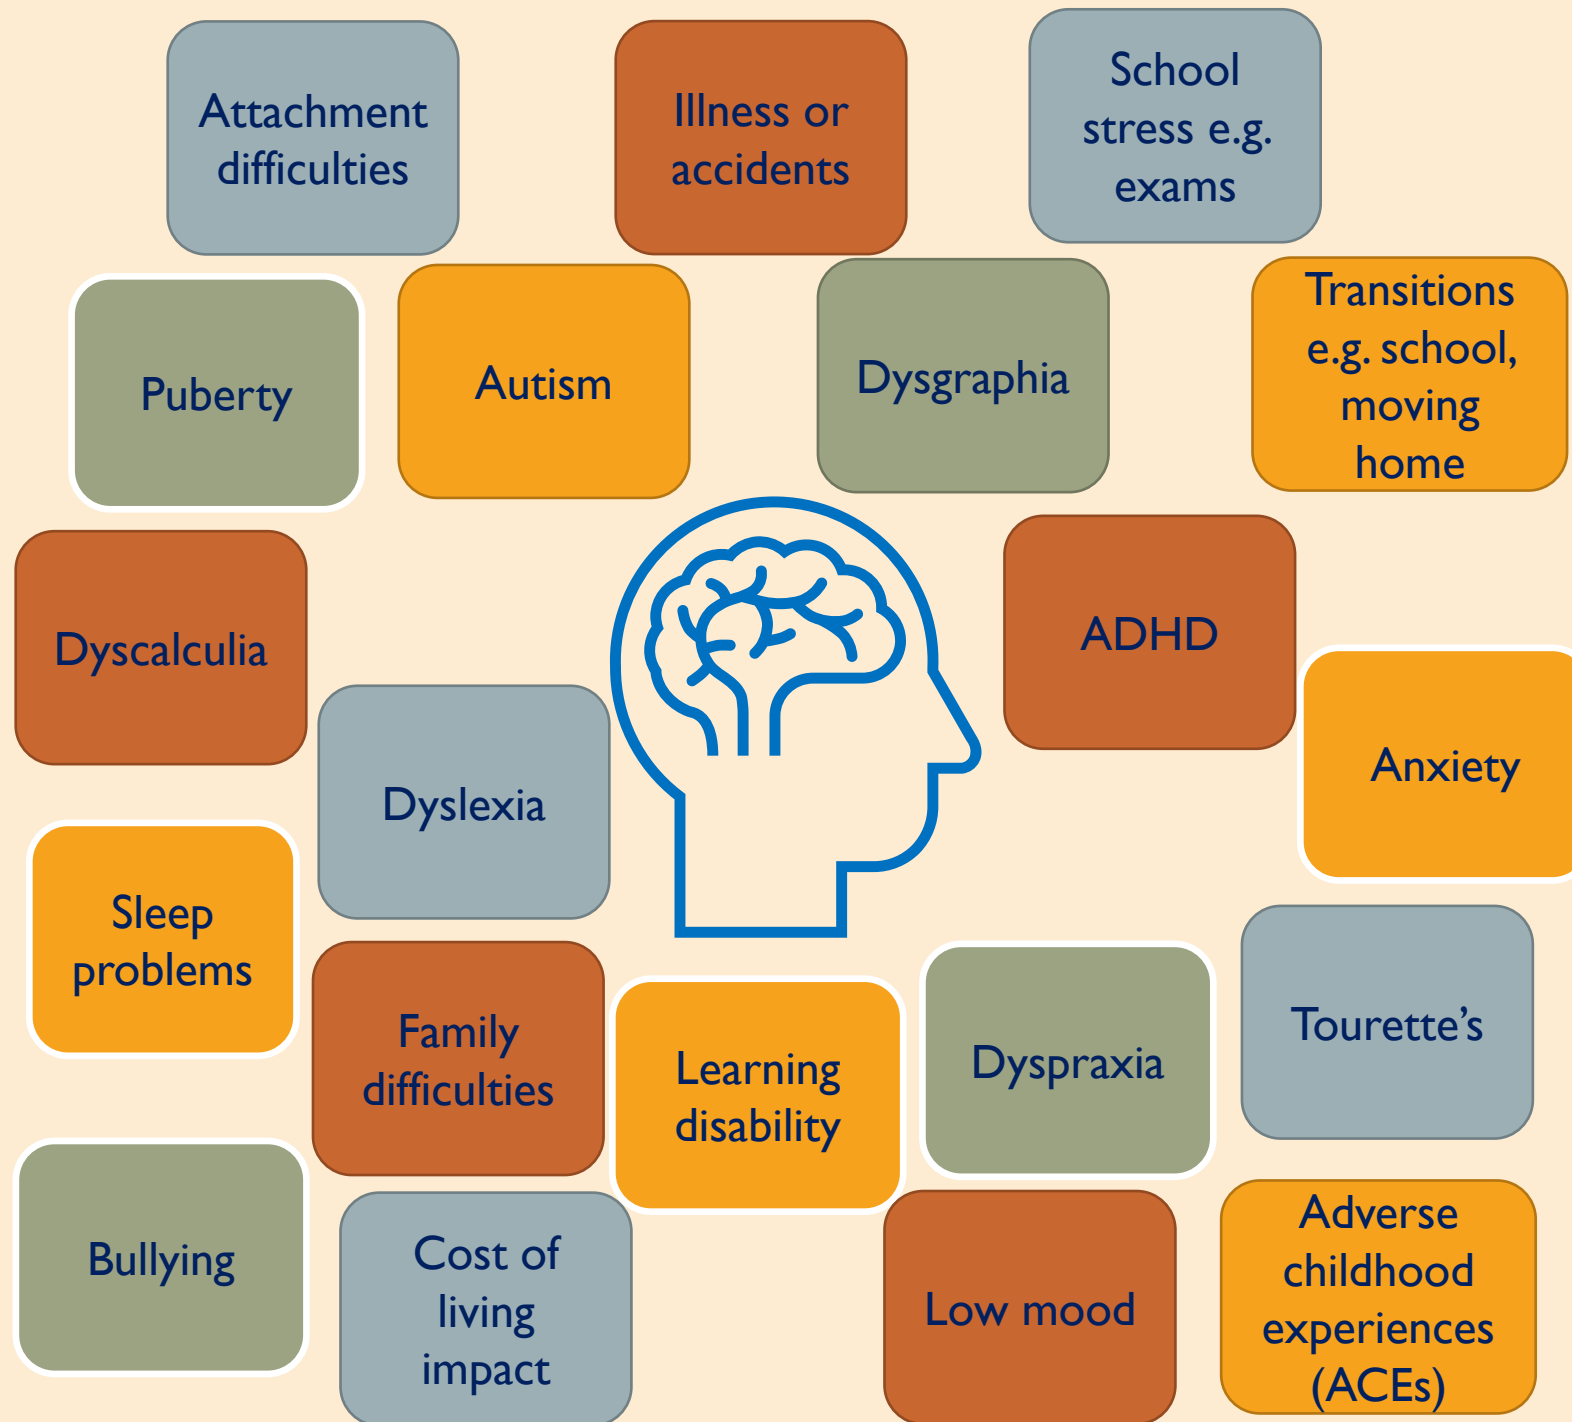 Attachment
difficulties
Illness or
accidents
School
stress e.g.
exams
Puberty
Autism
Dysgraphia
Transitions
e.g. school,
moving
home
Dyscalculia
Dyslexia
ADHD
Anxiety
Sleep
problems
Family
difficulties
Learning
disability
Dyspraxia
Tourette’s
Bullying
Cost of
living
impact
Low mood
Adverse
childhood
experiences
(ACEs)